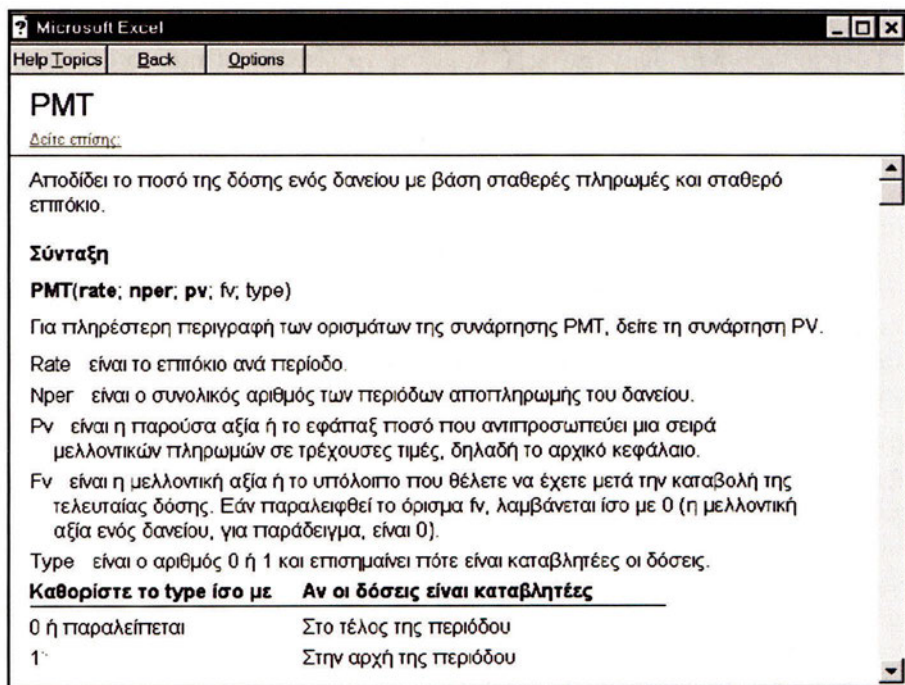 ? Microsoft Excel
Help Topics Back Options
PMT
Δείτε επίσης:
Αποδίδει το ποσό της δόσης ενός δανείου με βάση σταθερές πληρωμές και σταθερό
επιτόκιο.
Σύνταξη
PMT(rate; nper; pv; fv; type)
Για πληρέστερη περιγραφή των ορισμάτων της συνάρτησης PMT, δείτε τη συνάρτηση PV.
Rate είναι το επιτόκιο ανά περίοδο.
Nper είναι ο συνολικός αριθμός των περιόδων αποπληρωμής του δανείου.
Pv είναι η παρούσα αξία ή το εφάπαξ ποσό που αντιπροσωπεύει μια σειρά
μελλοντικών πληρωμών σε τρέχουσες τιμές, δηλαδή το αρχικό κεφάλαιο.
Fv είναι η μελλοντική αξία ή το υπόλοιπο που θέλετε να έχετε μετά την καταβολή της
τελευταίας δόσης. Εάν παραλειφθεί το όρισμα fv, λαμβάνεται ίσο με 0 (η μελλοντική
αξία ενός δανείου, για παράδειγμα, είναι 0).
Type είναι ο αριθμός 0 ή 1 και επισημαίνει πότε είναι καταβλητέες οι δόσεις.
Καθορίστε το type ίσο με Αν οι δόσεις είναι καταβλητέες
0 ή παραλείπεται Στο τέλος της περιόδου
1 Στην αρχή της περιόδου